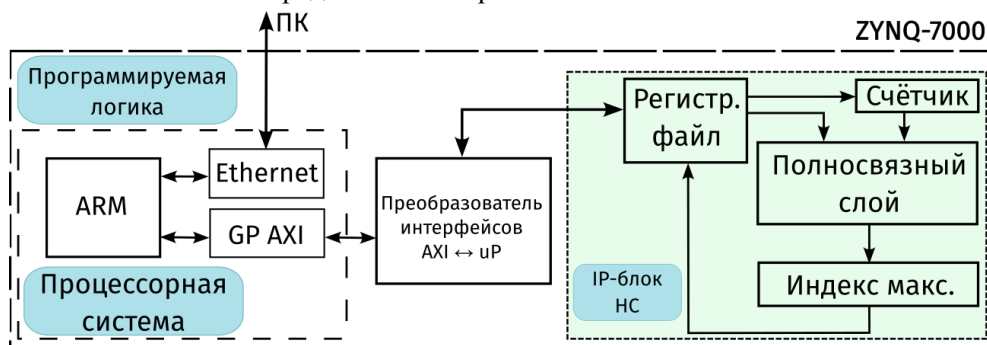 ПК
ZYNQ-7000
Программируемая
логика
Ethernet
ARM
GP AXI
Процессорная
система
Преобразователь
интерфейсов
AXI ↔ uP
Регистр.
файл
Счётчик
Полносвязный
слой
Индекс макс.
IP-блок
НС